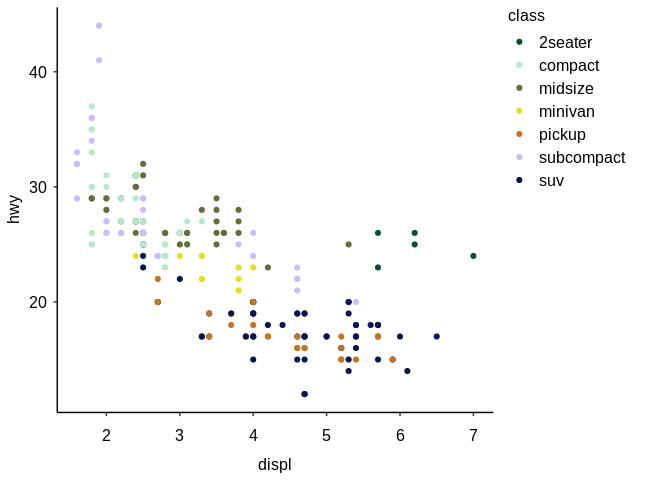 class
2seater
compact
midsize
minivan
pickup
subcompact
suv
hwy
40
30
20
2 3 4 5 6 7
displ